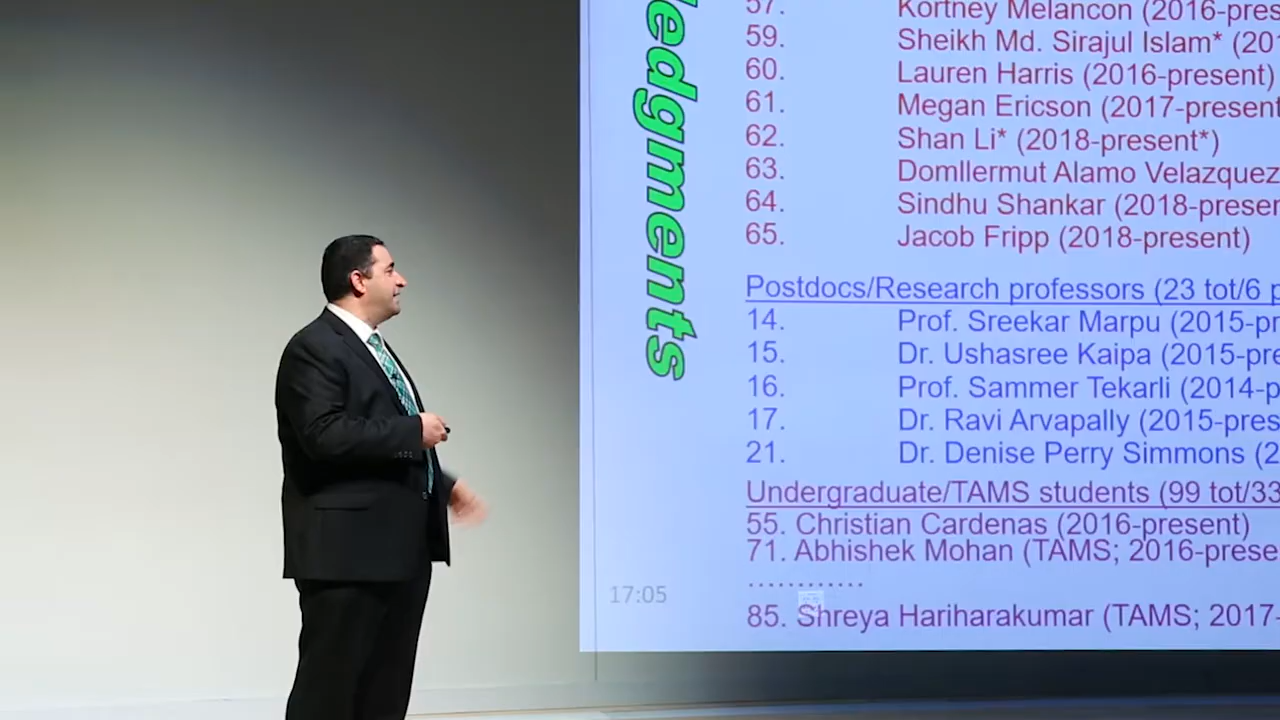 ledgments
57. Kortney Melancon (2016-pres
59. Sheikh Md. Sirajul Islam* (201
60. Lauren Harris (2016-present)
61. Megan Ericson (2017-present
62. Shan Li* (2018-present*)
63. Domllermut Alamo Velazquez
64. Sindhu Shankar (2018-presen
65. Jacob Fripp (2018-present)
Postdocs/Research professors (23 tot/6 p
14. Prof. Sreekar Marpu (2015-pr
15. Dr. Ushasree Kaipa (2015-pre
16. Prof. Sammer Tekarli (2014-p
17. Dr. Ravi Arvapally (2015-pres
21. Dr. Denise Perry Simmons (2
Undergraduate/TAMS students (99 tot/33
55. Christian Cardenas (2016-present)
71. Abhishek Mohan (TAMS; 2016-prese
............
17:05
85. Shreya Hariharakumar (TAMS; 2017-